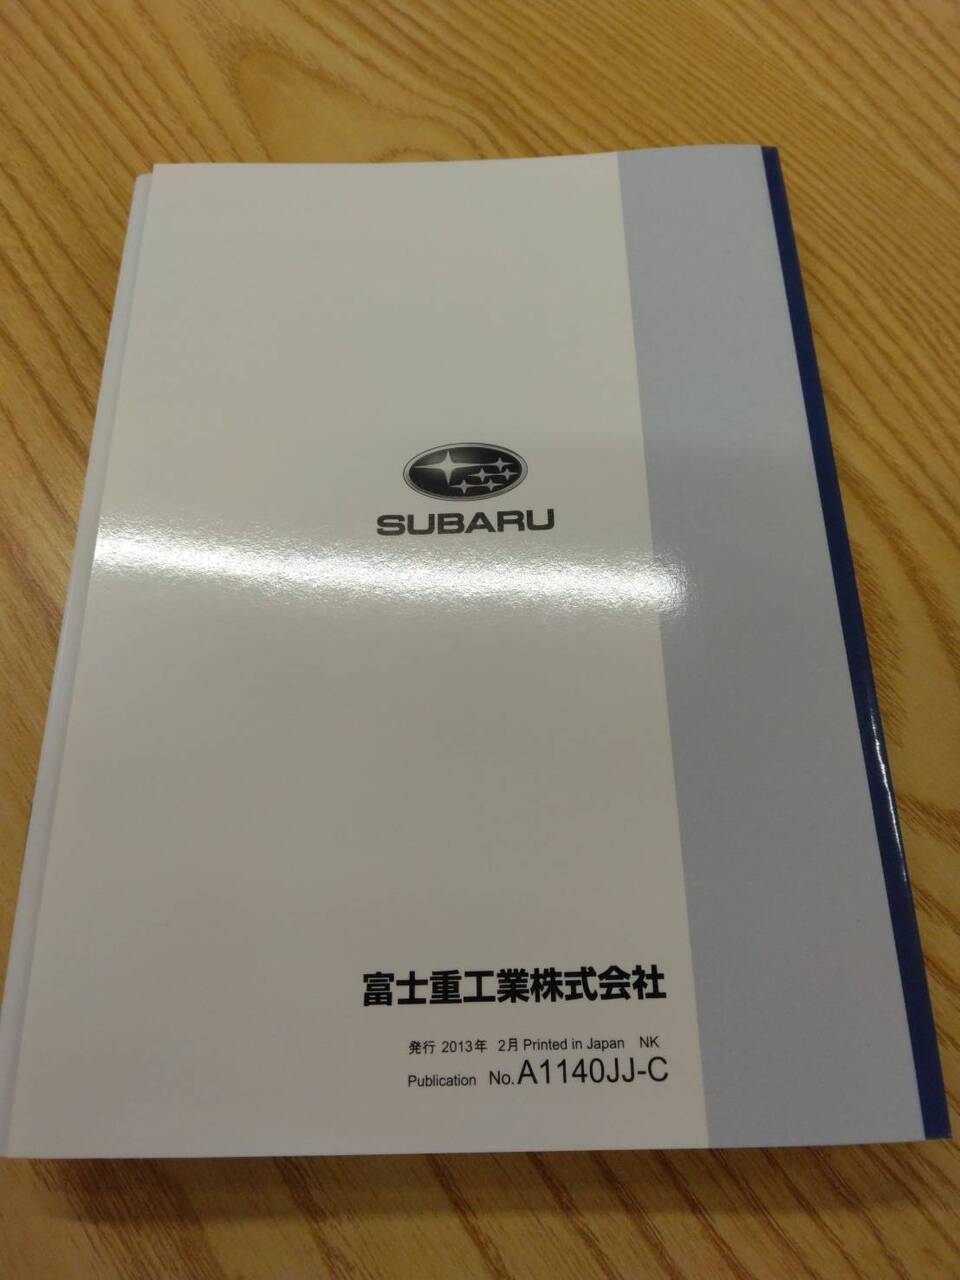 SUBARU
富士重工業株式会社
発行 2013年 2月 Printed in Japan NK
Publication No. A1140JJ-C